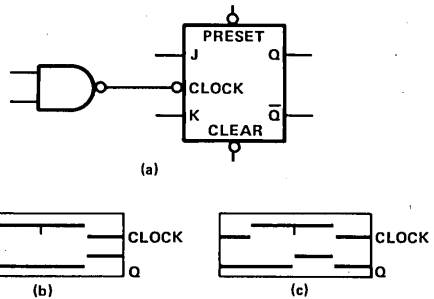 PRESET
J Q
CLOCK
K Q̅
CLEAR
(a)
CLOCK
Q
(b)
CLOCK
Q
(c)